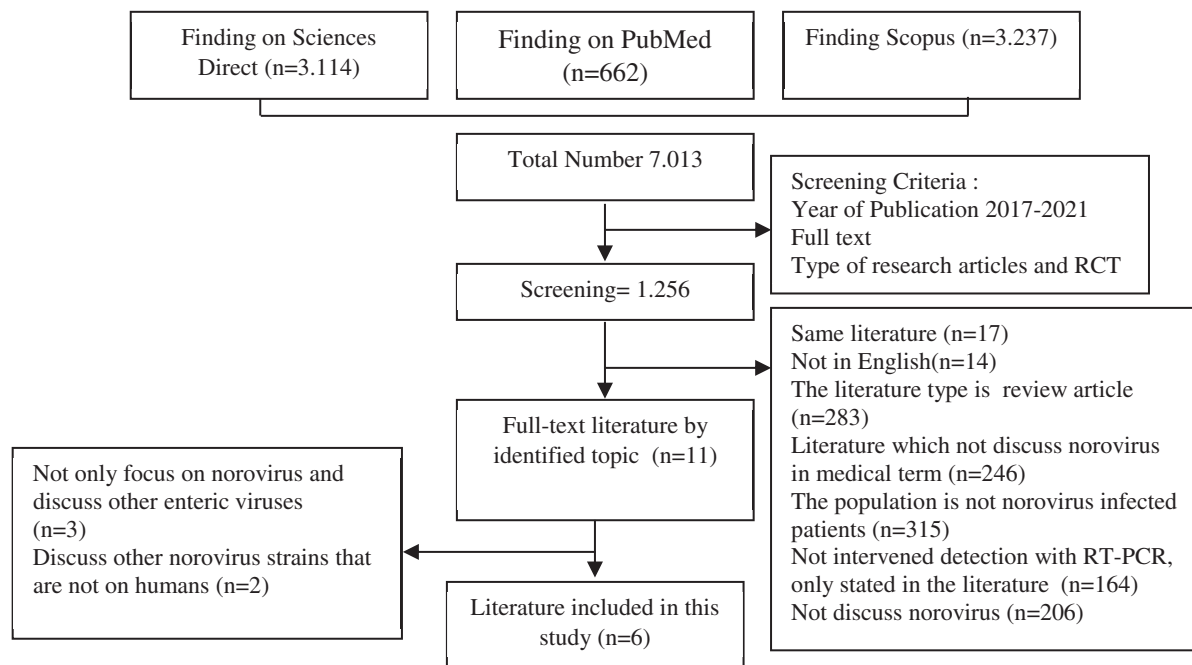 Finding on Sciences
Direct (n=3.114)
Finding on PubMed
(n=662)
Finding Scopus (n=3.237)
Total Number 7.013
Screening Criteria :
Year of Publication 2017-2021
Full text
Type of research articles and RCT
Screening= 1.256
Same literature (n=17)
Not in English(n=14)
The literature type is review article
(n=283)
Literature which not discuss norovirus
in medical term (n=246)
The population is not norovirus infected
patients (n=315)
Not intervened detection with RT-PCR,
only stated in the literature (n=164)
Not discuss norovirus (n=206)
Full-text literature by
identified topic (n=11)
Not only focus on norovirus and
discuss other enteric viruses
(n=3)
Discuss other norovirus strains that
are not on humans (n=2)
Literature included in this
study (n=6)